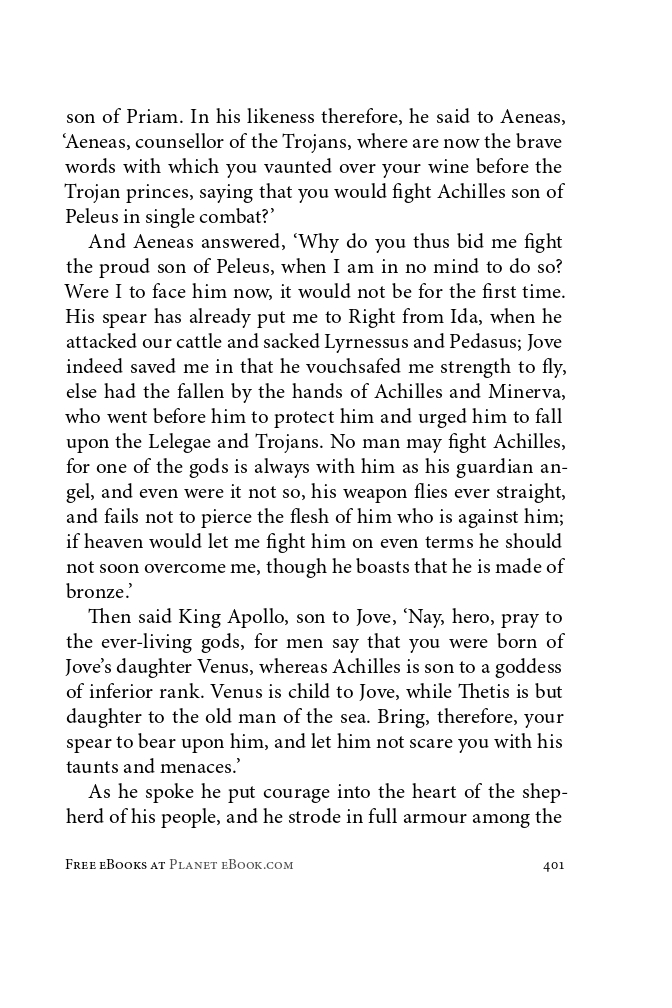 son of Priam. In his likeness therefore, he said to Aeneas,
‘Aeneas, counsellor of the Trojans, where are now the brave
words with which you vaunted over your wine before the
Trojan princes, saying that you would fight Achilles son of
Peleus in single combat?’
And Aeneas answered, ‘Why do you thus bid me fight
the proud son of Peleus, when I am in no mind to do so?
Were I to face him now, it would not be for the first time.
His spear has already put me to Right from Ida, when he
attacked our cattle and sacked Lyrnessus and Pedasus; Jove
indeed saved me in that he vouchsafed me strength to fly,
else had the fallen by the hands of Achilles and Minerva,
who went before him to protect him and urged him to fall
upon the Lelegae and Trojans. No man may fight Achilles,
for one of the gods is always with him as his guardian an-
gel, and even were it not so, his weapon flies ever straight,
and fails not to pierce the flesh of him who is against him;
if heaven would let me fight him on even terms he should
not soon overcome me, though he boasts that he is made of
bronze.’
Then said King Apollo, son to Jove, ‘Nay, hero, pray to
the ever-living gods, for men say that you were born of
Jove’s daughter Venus, whereas Achilles is son to a goddess
of inferior rank. Venus is child to Jove, while Thetis is but
daughter to the old man of the sea. Bring, therefore, your
spear to bear upon him, and let him not scare you with his
taunts and menaces.’
As he spoke he put courage into the heart of the shep-
herd of his people, and he strode in full armour among the
Free eBooks at Planet eBook.com
401